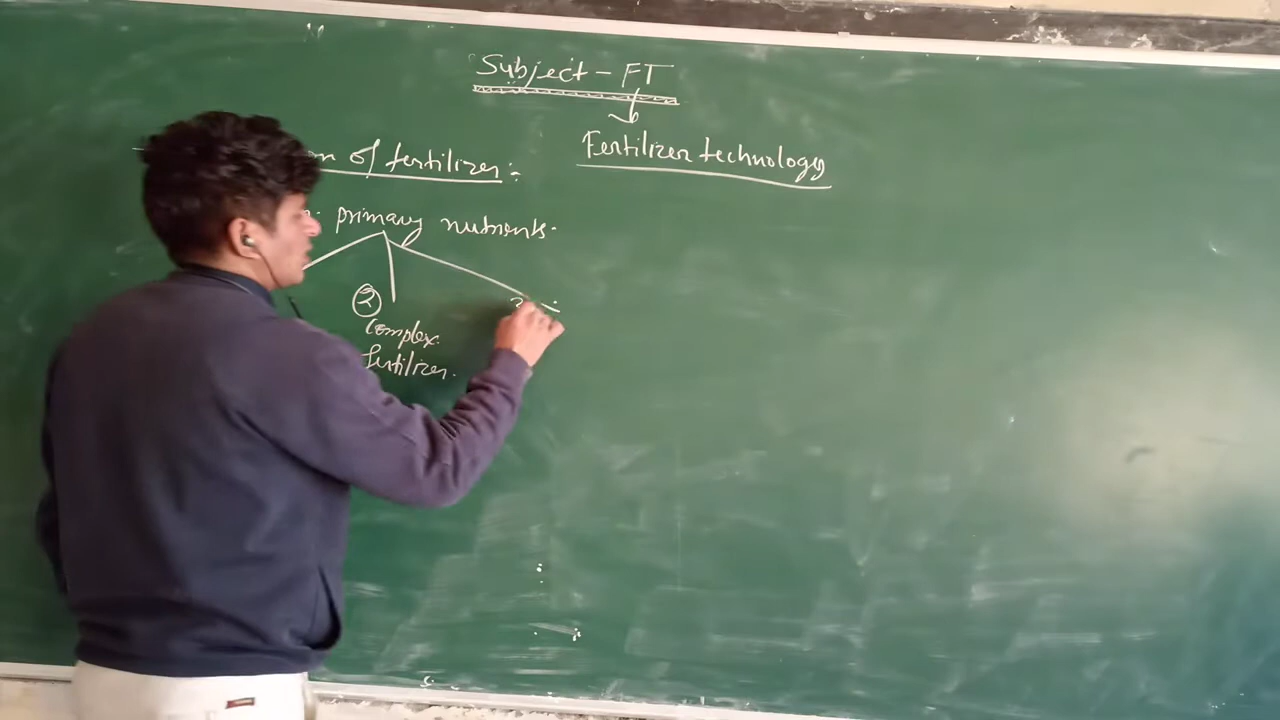 Subject - FT
Fertilizer technology
of fertilizer:
primary nutrients.
②
Complex
fertilizer.